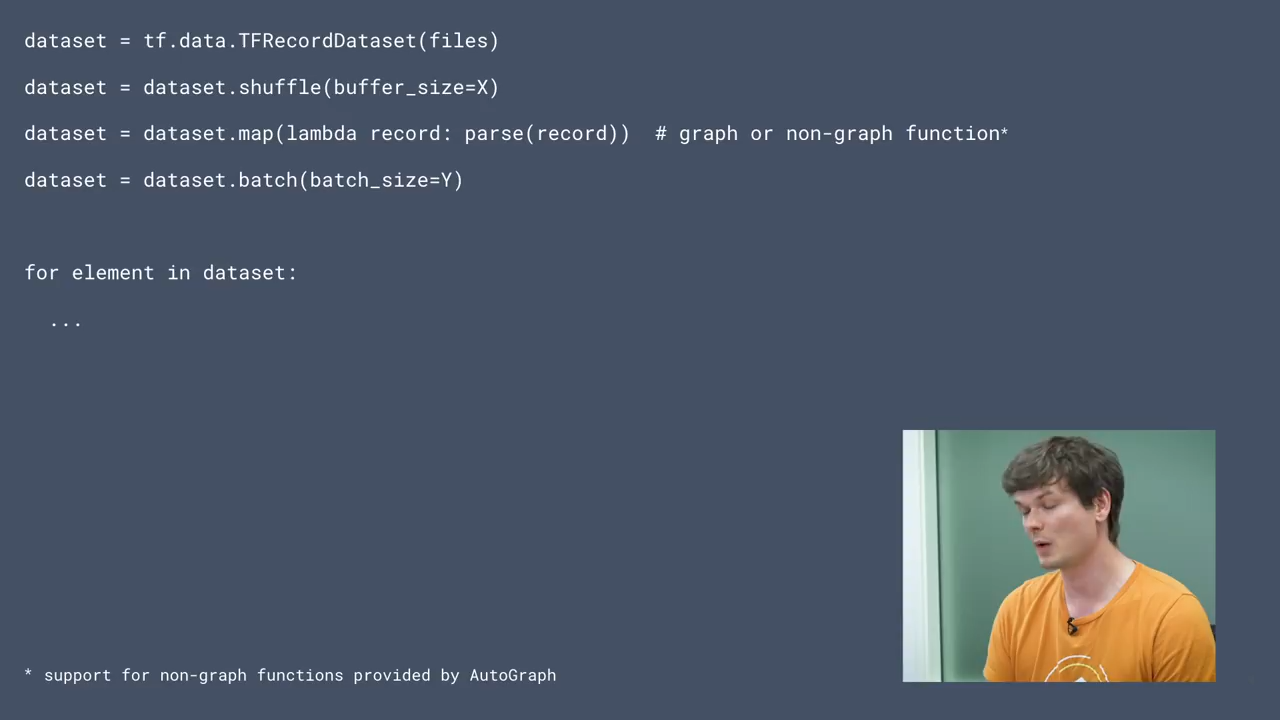 dataset = tf.data.TFRecordDataset(files)
dataset = dataset.shuffle(buffer_size=X)
dataset = dataset.map(lambda record: parse(record))  # graph or non-graph function*
dataset = dataset.batch(batch_size=Y)
for element in dataset:
  ...
* support for non-graph functions provided by AutoGraph